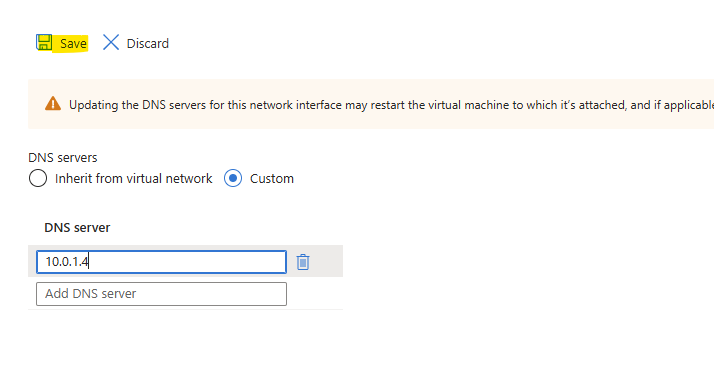 Save Discard
Updating the DNS servers for this network interface may restart the virtual machine to which it's attached, and if applicable
DNS servers
Inherit from virtual network Custom
DNS server
10.0.1.4
Add DNS server